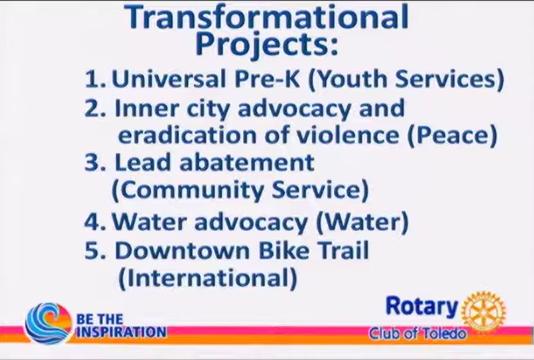 Transformational
Projects:
1. Universal Pre-K (Youth Services)
2. Inner city advocacy and
eradication of violence (Peace)
3. Lead abatement
(Community Service)
4. Water advocacy (Water)
5. Downtown Bike Trail
(International)
BE THE
INSPIRATION
Rotary
Club of Toledo